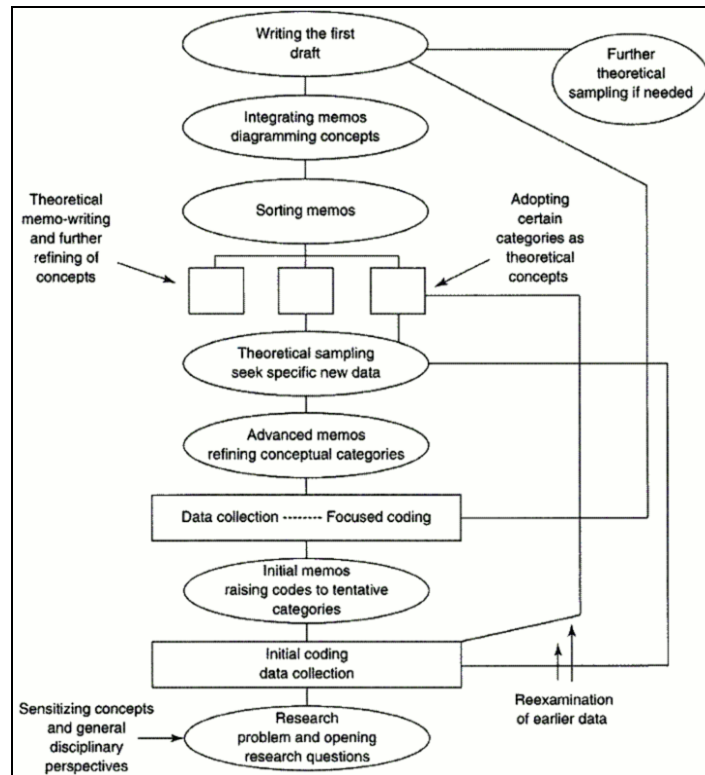 Writing the first
draft
Further
theoretical
sampling if needed
Integrating memos
diagramming concepts
Theoretical
memo-writing
and further
refining of
concepts
Sorting memos
Adopting
certain
categories as
theoretical
concepts
Theoretical sampling
seek specific new data
Advanced memos
refining conceptual categories
Data collection -------- Focused coding
Initial memos
raising codes to tentative
categories
Initial coding
data collection
Reexamination
of earlier data
Sensitizing concepts
and general
disciplinary
perspectives
Research
problem and opening
research questions